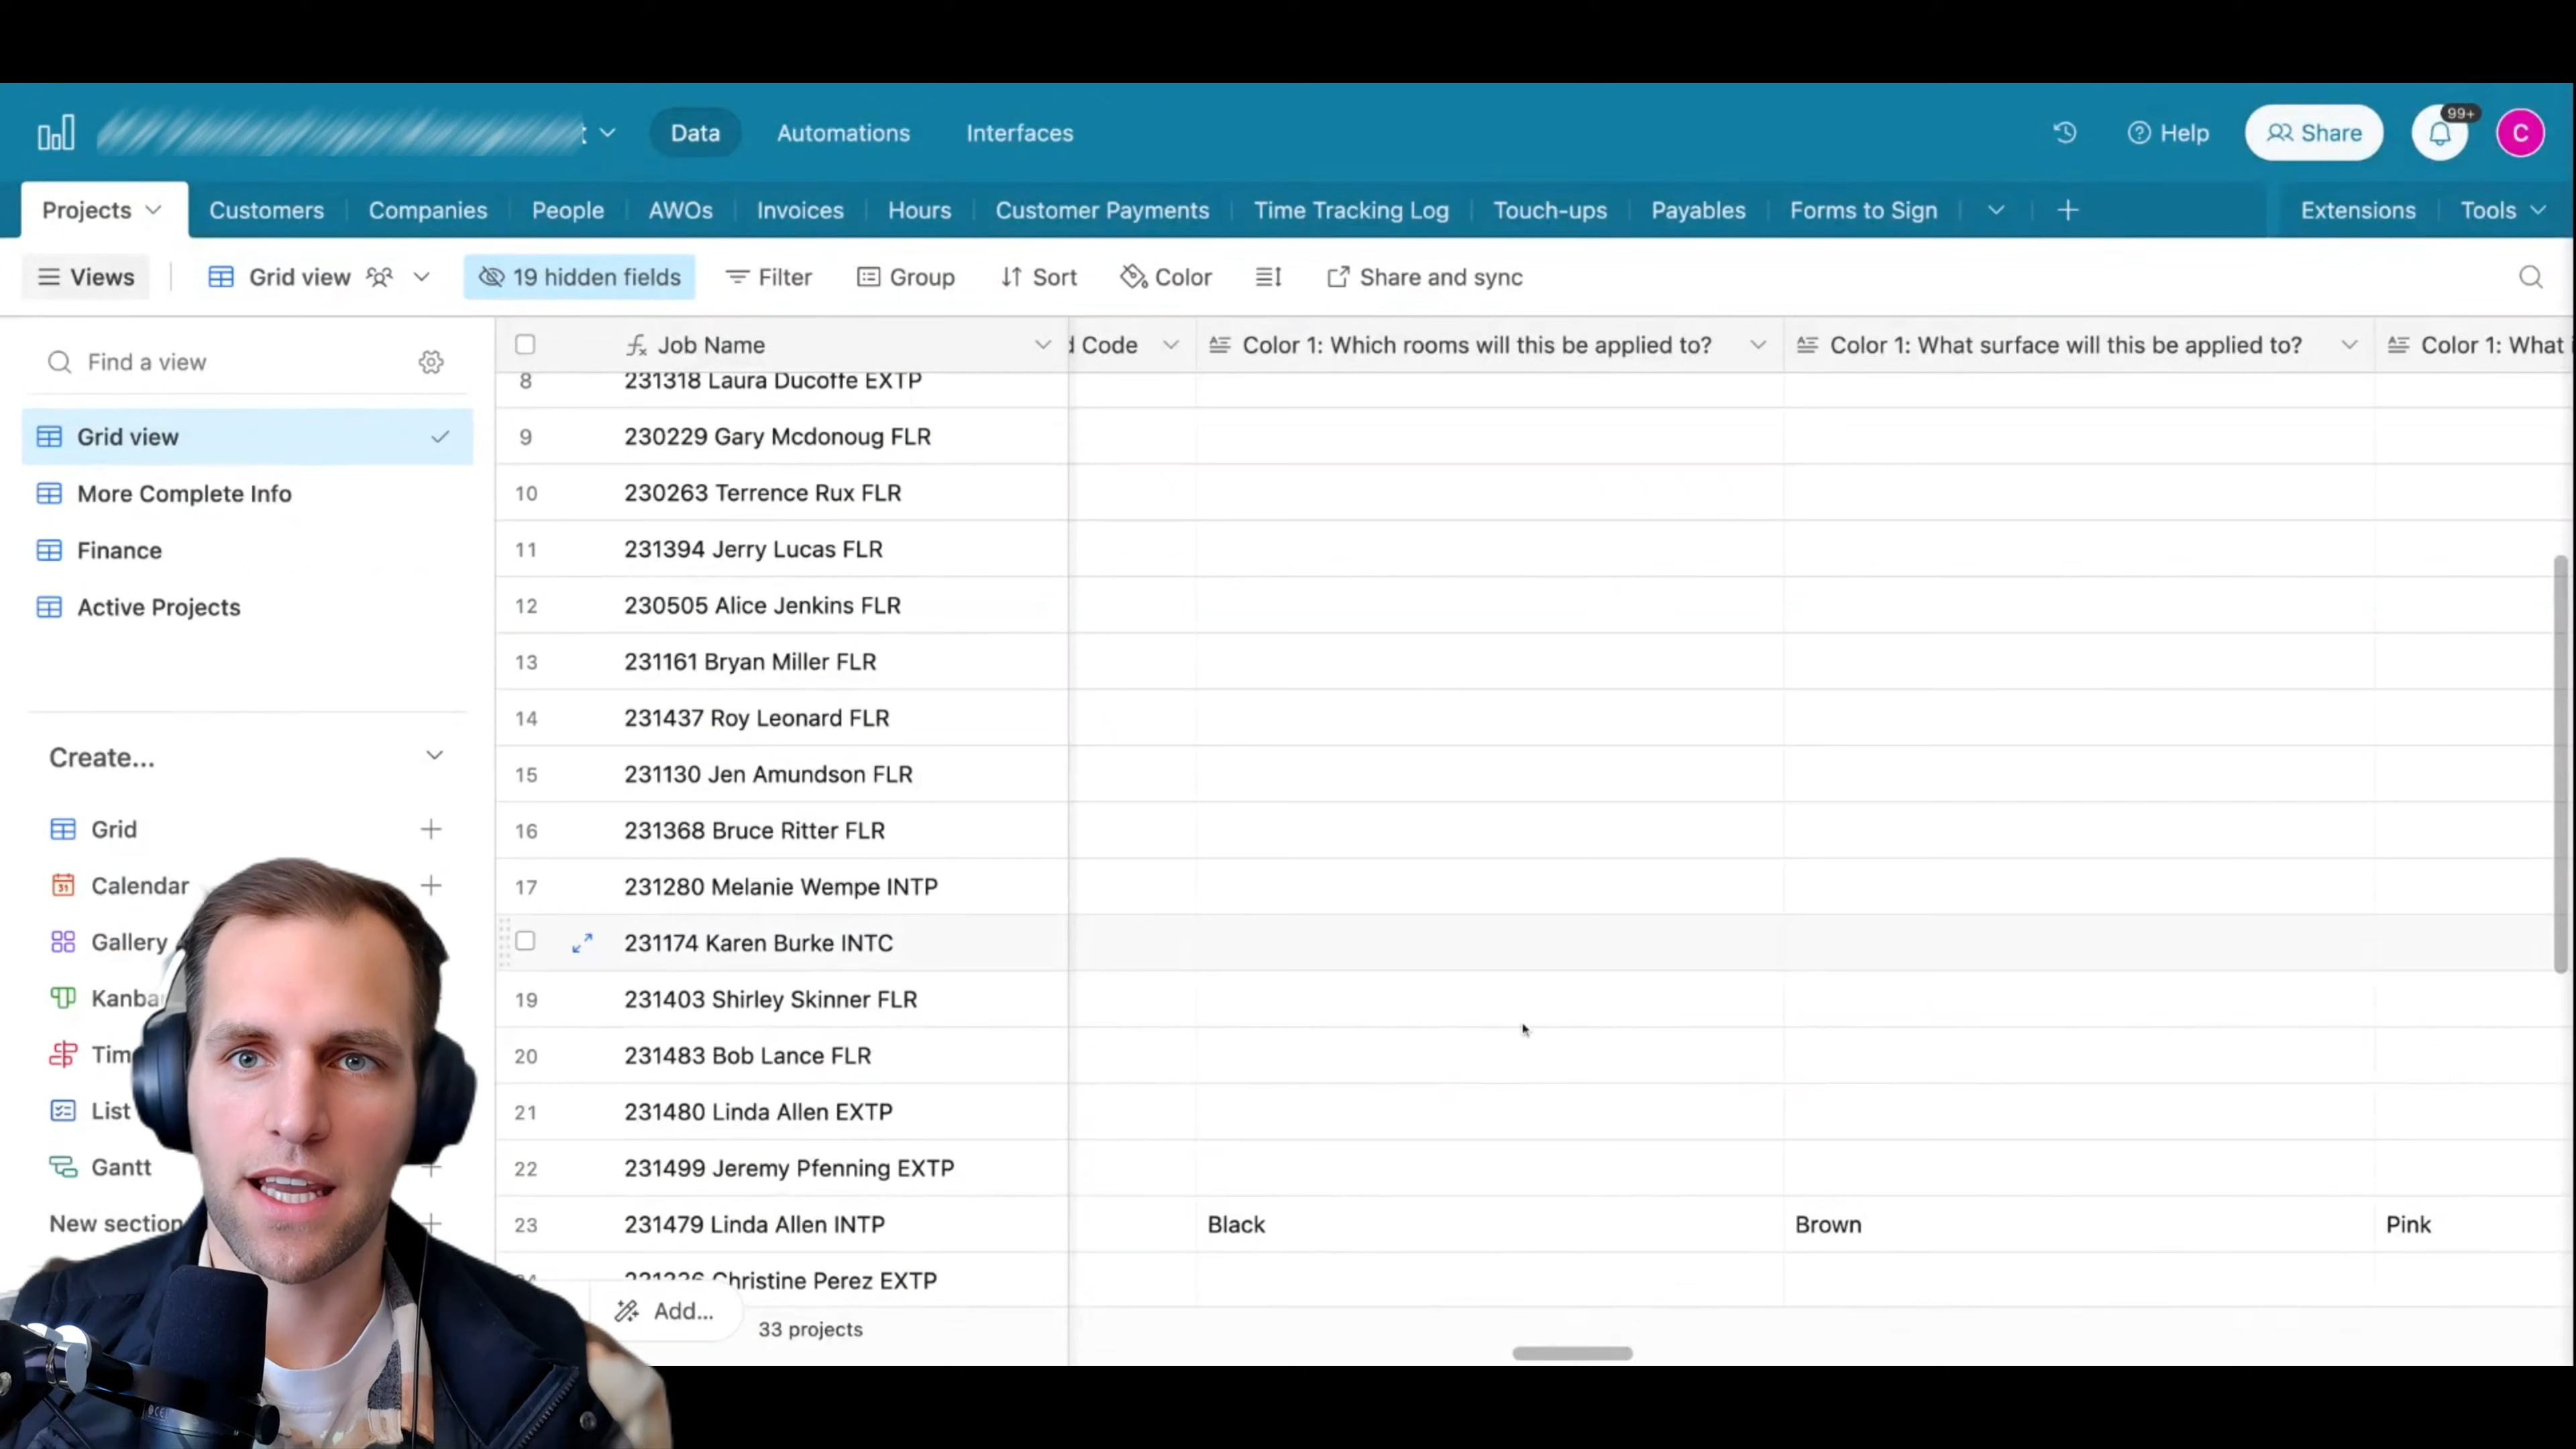 Data Automations Interfaces Help Share 99+ C
Projects Customers Companies People AWOs Invoices Hours Customer Payments Time Tracking Log Touch-ups Payables Forms to Sign Extensions Tools
Views Grid view 19 hidden fields Filter Group Sort Color Share and sync
Find a view
Grid view
More Complete Info
Finance
Active Projects
Create...
Grid
Calendar
31
Gallery
Kanba
Tim
List
Gantt
New section
Job Name Code Color 1: Which rooms will this be applied to? Color 1: What surface will this be applied to? Color 1: What
8 231318 Laura Ducoffe EXTP
9 230229 Gary Mcdonoug FLR
10 230263 Terrence Rux FLR
11 231394 Jerry Lucas FLR
12 230505 Alice Jenkins FLR
13 231161 Bryan Miller FLR
14 231437 Roy Leonard FLR
15 231130 Jen Amundson FLR
16 231368 Bruce Ritter FLR
17 231280 Melanie Wempe INTP
231174 Karen Burke INTC
19 231403 Shirley Skinner FLR
20 231483 Bob Lance FLR
21 231480 Linda Allen EXTP
22 231499 Jeremy Pfenning EXTP
23 231479 Linda Allen INTP Black Brown Pink
Christine Perez EXTP
Add...
33 projects